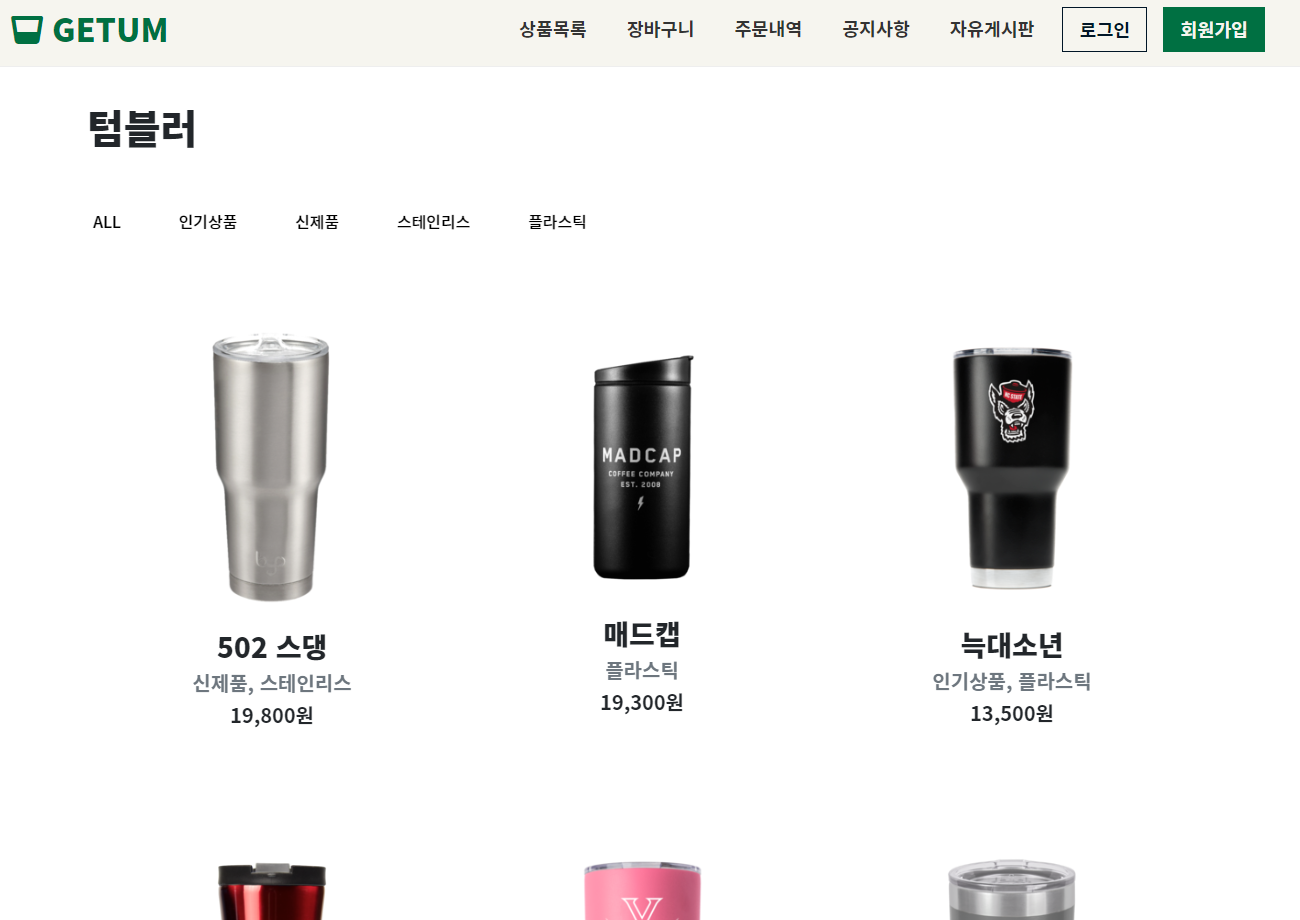 GETUM
상품목록 장바구니 주문내역 공지사항 자유게시판 로그인 회원가입
텀블러
ALL 인기상품 신제품 스테인리스 플라스틱
MADCAP
COFFEE COMPANY
EST. 2008
NC STATE
502 스댕
신제품, 스테인리스
19,800원
매드캡
플라스틱
19,300원
늑대소년
인기상품, 플라스틱
13,500원